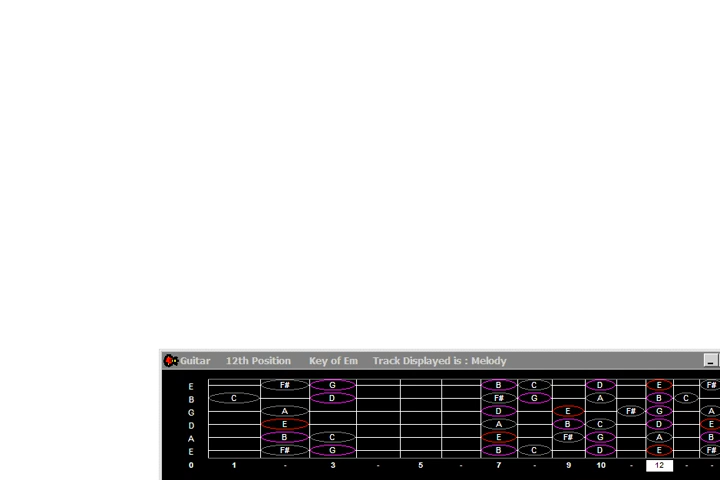 Guitar 12th Position Key of Em Track Displayed is : Melody
E F# G B C D E F#
B C D F# G A B C
G A D E F# G A
D E A B C D E
A B C E F# G A B
E F# G B C D E F#
0 1 - 3 - 5 - 7 - 9 10 - 12 - -